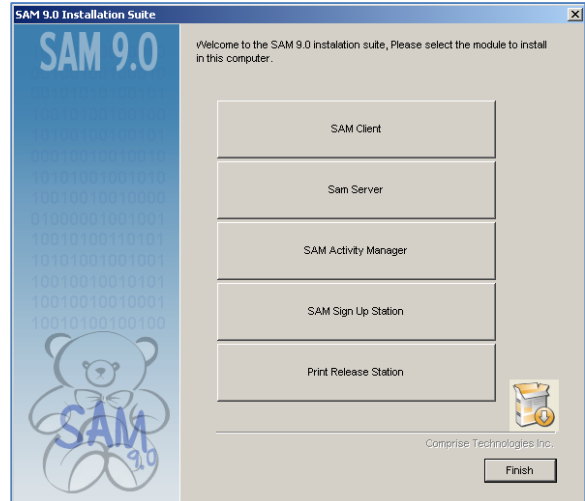 SAM 9.0 Installation Suite
SAM 9.0
Welcome to the SAM 9.0 instalation suite, Please select the module to install
in this computer.
SAM Client
Sam Server
SAM Activity Manager
SAM Sign Up Station
Print Release Station
SAM
9.0
Comprise Technologies Inc.
Finish